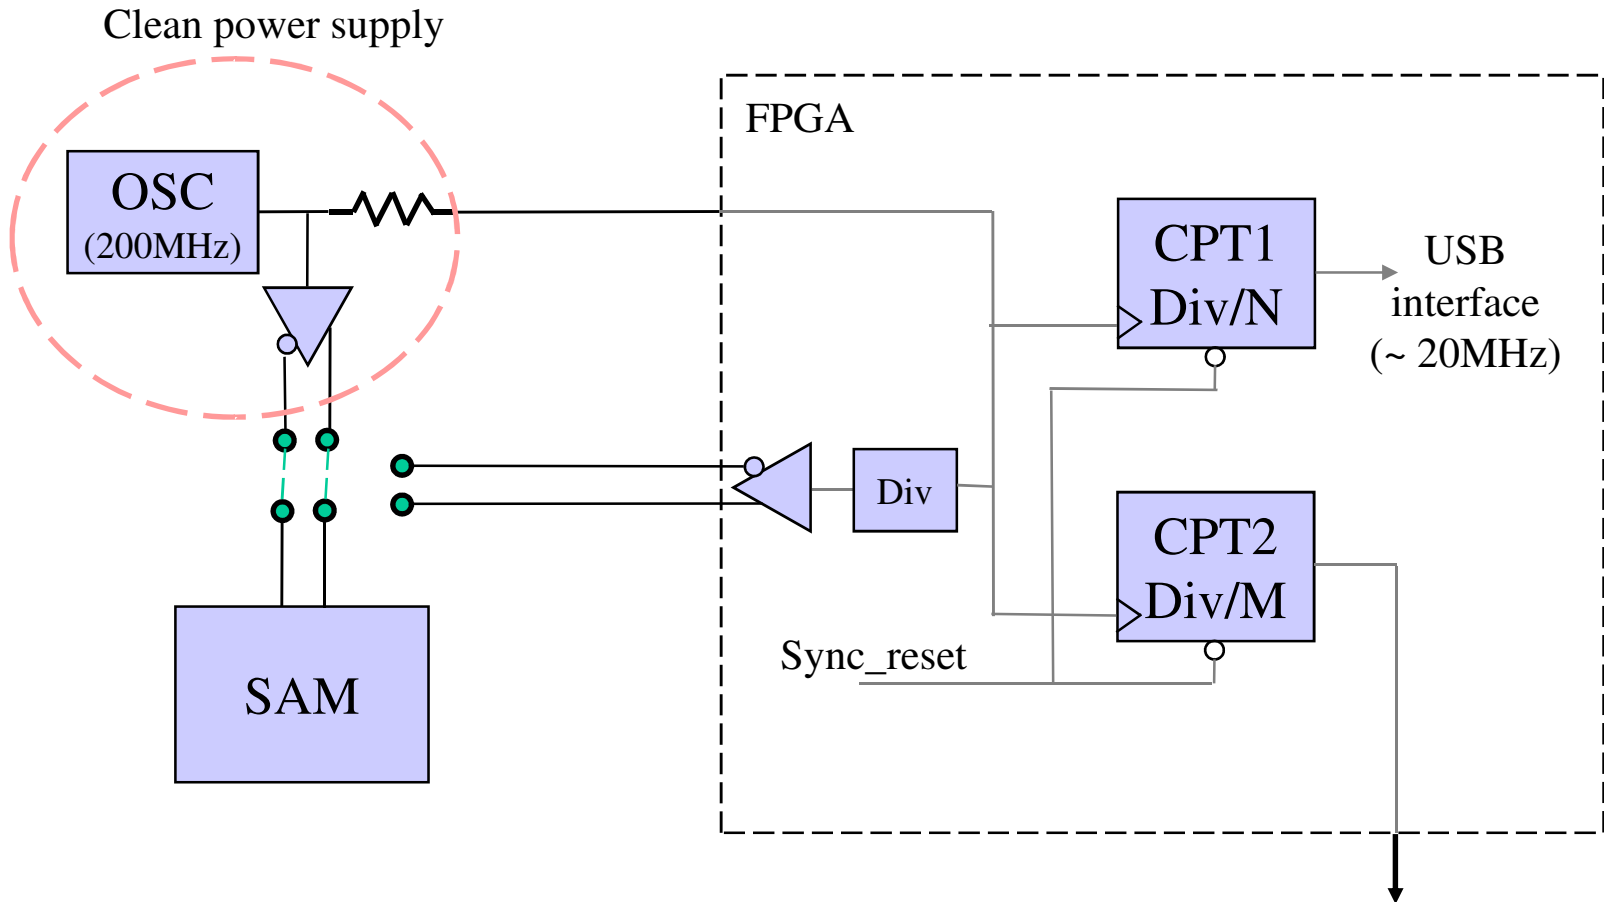 Clean power supply
FPGA
OSC
(200MHz)
CPT1
Div/N
USB
interface
(~ 20MHz)
Div
CPT2
Div/M
Sync_reset
SAM